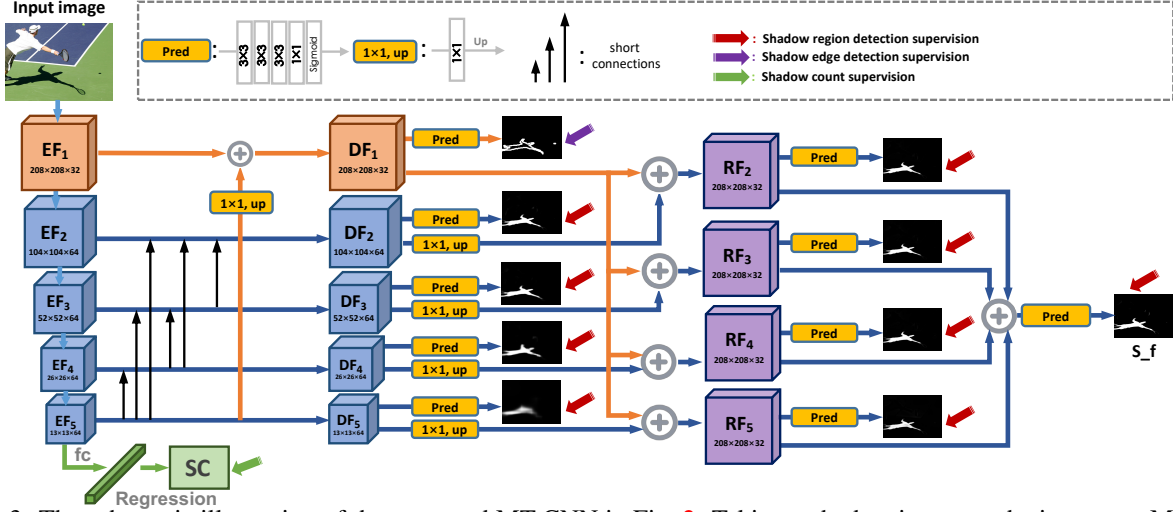 Input image
Pred
:
3×3
3×3
3×3
1×1
Sigmoid
1×1, up
:
1×1
Up
:
short
connections
: Shadow region detection supervision
: Shadow edge detection supervision
: Shadow count supervision
EF1
208×208×32
DF1
208×208×32
Pred
1×1, up
EF2
104×104×64
DF2
104×104×64
Pred
1×1, up
RF2
208×208×32
Pred
EF3
52×52×64
DF3
52×52×64
Pred
1×1, up
RF3
208×208×32
Pred
EF4
26×26×64
DF4
26×26×64
Pred
1×1, up
RF4
208×208×32
Pred
EF5
13×13×64
DF5
13×13×64
Pred
1×1, up
RF5
208×208×32
Pred
Pred
S_f
fc
SC
Regression